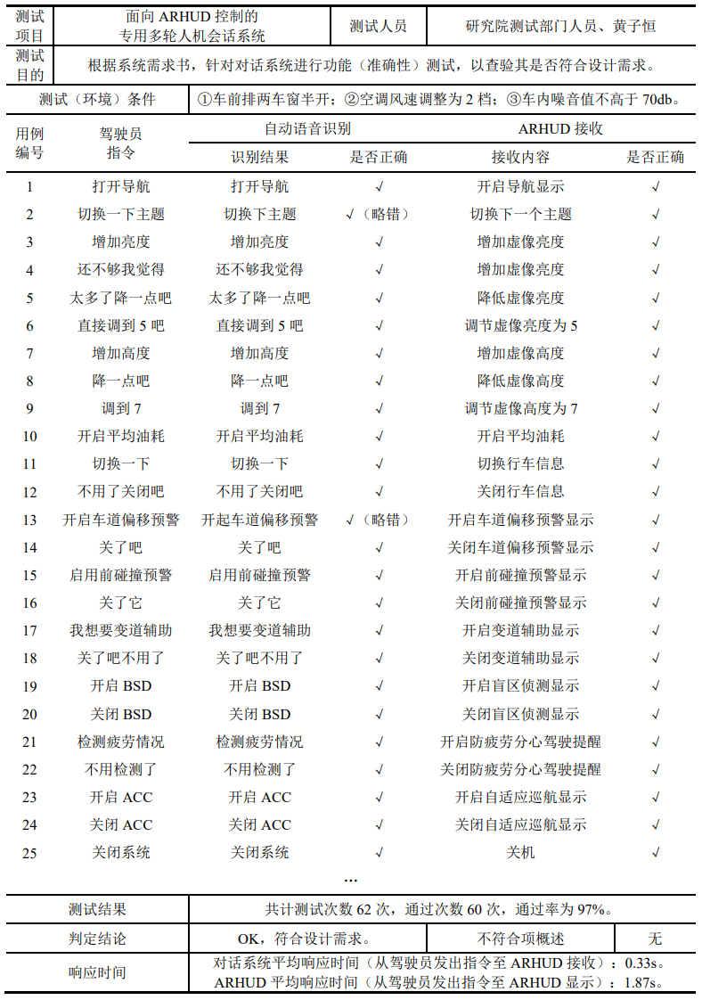 测试项目 面向 ARHUD 控制的专用多轮人机会话系统 测试人员 研究院测试部门人员、黄子恒
测试目的 根据系统需求书，针对对话系统进行功能（准确性）测试，以查验其是否符合设计需求。
测试（环境）条件 ①车前排两车窗半开；②空调风速调整为 2 档；③车内噪音值不高于 70db。
用例编号 驾驶员指令 自动语音识别 ARHUD 接收
识别结果 是否正确 接收内容 是否正确
1 打开导航 打开导航 √ 开启导航显示 √
2 切换一下主题 切换下主题 √（略错） 切换下一个主题 √
3 增加亮度 增加亮度 √ 增加虚像亮度 √
4 还不够我觉得 还不够我觉得 √ 增加虚像亮度 √
5 太多了降一点吧 太多了降一点吧 √ 降低虚像亮度 √
6 直接调到 5 吧 直接调到 5 吧 √ 调节虚像亮度为 5 √
7 增加高度 增加高度 √ 增加虚像高度 √
8 降一点吧 降一点吧 √ 降低虚像高度 √
9 调到 7 调到 7 √ 调节虚像高度为 7 √
10 开启平均油耗 开启平均油耗 √ 开启平均油耗 √
11 切换一下 切换一下 √ 切换行车信息 √
12 不用了关闭吧 不用了关闭吧 √ 关闭行车信息 √
13 开启车道偏移预警 开起车道偏移预警 √（略错） 开启车道偏移预警显示 √
14 关了吧 关了吧 √ 关闭车道偏移预警显示 √
15 启用前碰撞预警 启用前碰撞预警 √ 开启前碰撞预警显示 √
16 关了它 关了它 √ 关闭前碰撞预警显示 √
17 我想要变道辅助 我想要变道辅助 √ 开启变道辅助显示 √
18 关了吧不用了 关了吧不用了 √ 关闭变道辅助显示 √
19 开启 BSD 开启 BSD √ 开启盲区侦测显示 √
20 关闭 BSD 关闭 BSD √ 关闭盲区侦测显示 √
21 检测疲劳情况 检测疲劳情况 √ 开启防疲劳分心驾驶提醒 √
22 不用检测了 不用检测了 √ 关闭防疲劳分心驾驶提醒 √
23 开启 ACC 开启 ACC √ 开启自适应巡航显示 √
24 关闭 ACC 关闭 ACC √ 关闭自适应巡航显示 √
25 关闭系统 关闭系统 √ 关机 √
…
测试结果 共计测试次数 62 次，通过次数 60 次，通过率为 97%。
判定结论 OK，符合设计需求。 不符合项概述 无
响应时间 对话系统平均响应时间（从驾驶员发出指令至 ARHUD 接收）：0.33s。
ARHUD 平均响应时间（从驾驶员发出指令至 ARHUD 显示）：1.87s。